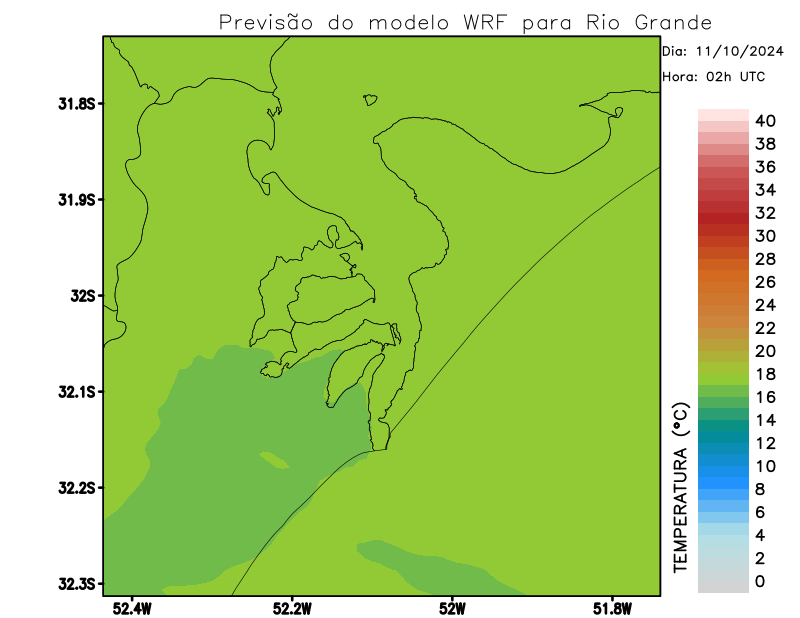 Previsão do modelo WRF para Rio Grande
Dia: 11/10/2024
Hora: 02h UTC
31.8S
31.9S
32S
32.1S
32.2S
32.3S
52.4W
52.2W
52W
51.8W
TEMPERATURA (°C)
40
38
36
34
32
30
28
26
24
22
20
18
16
14
12
10
8
6
4
2
0